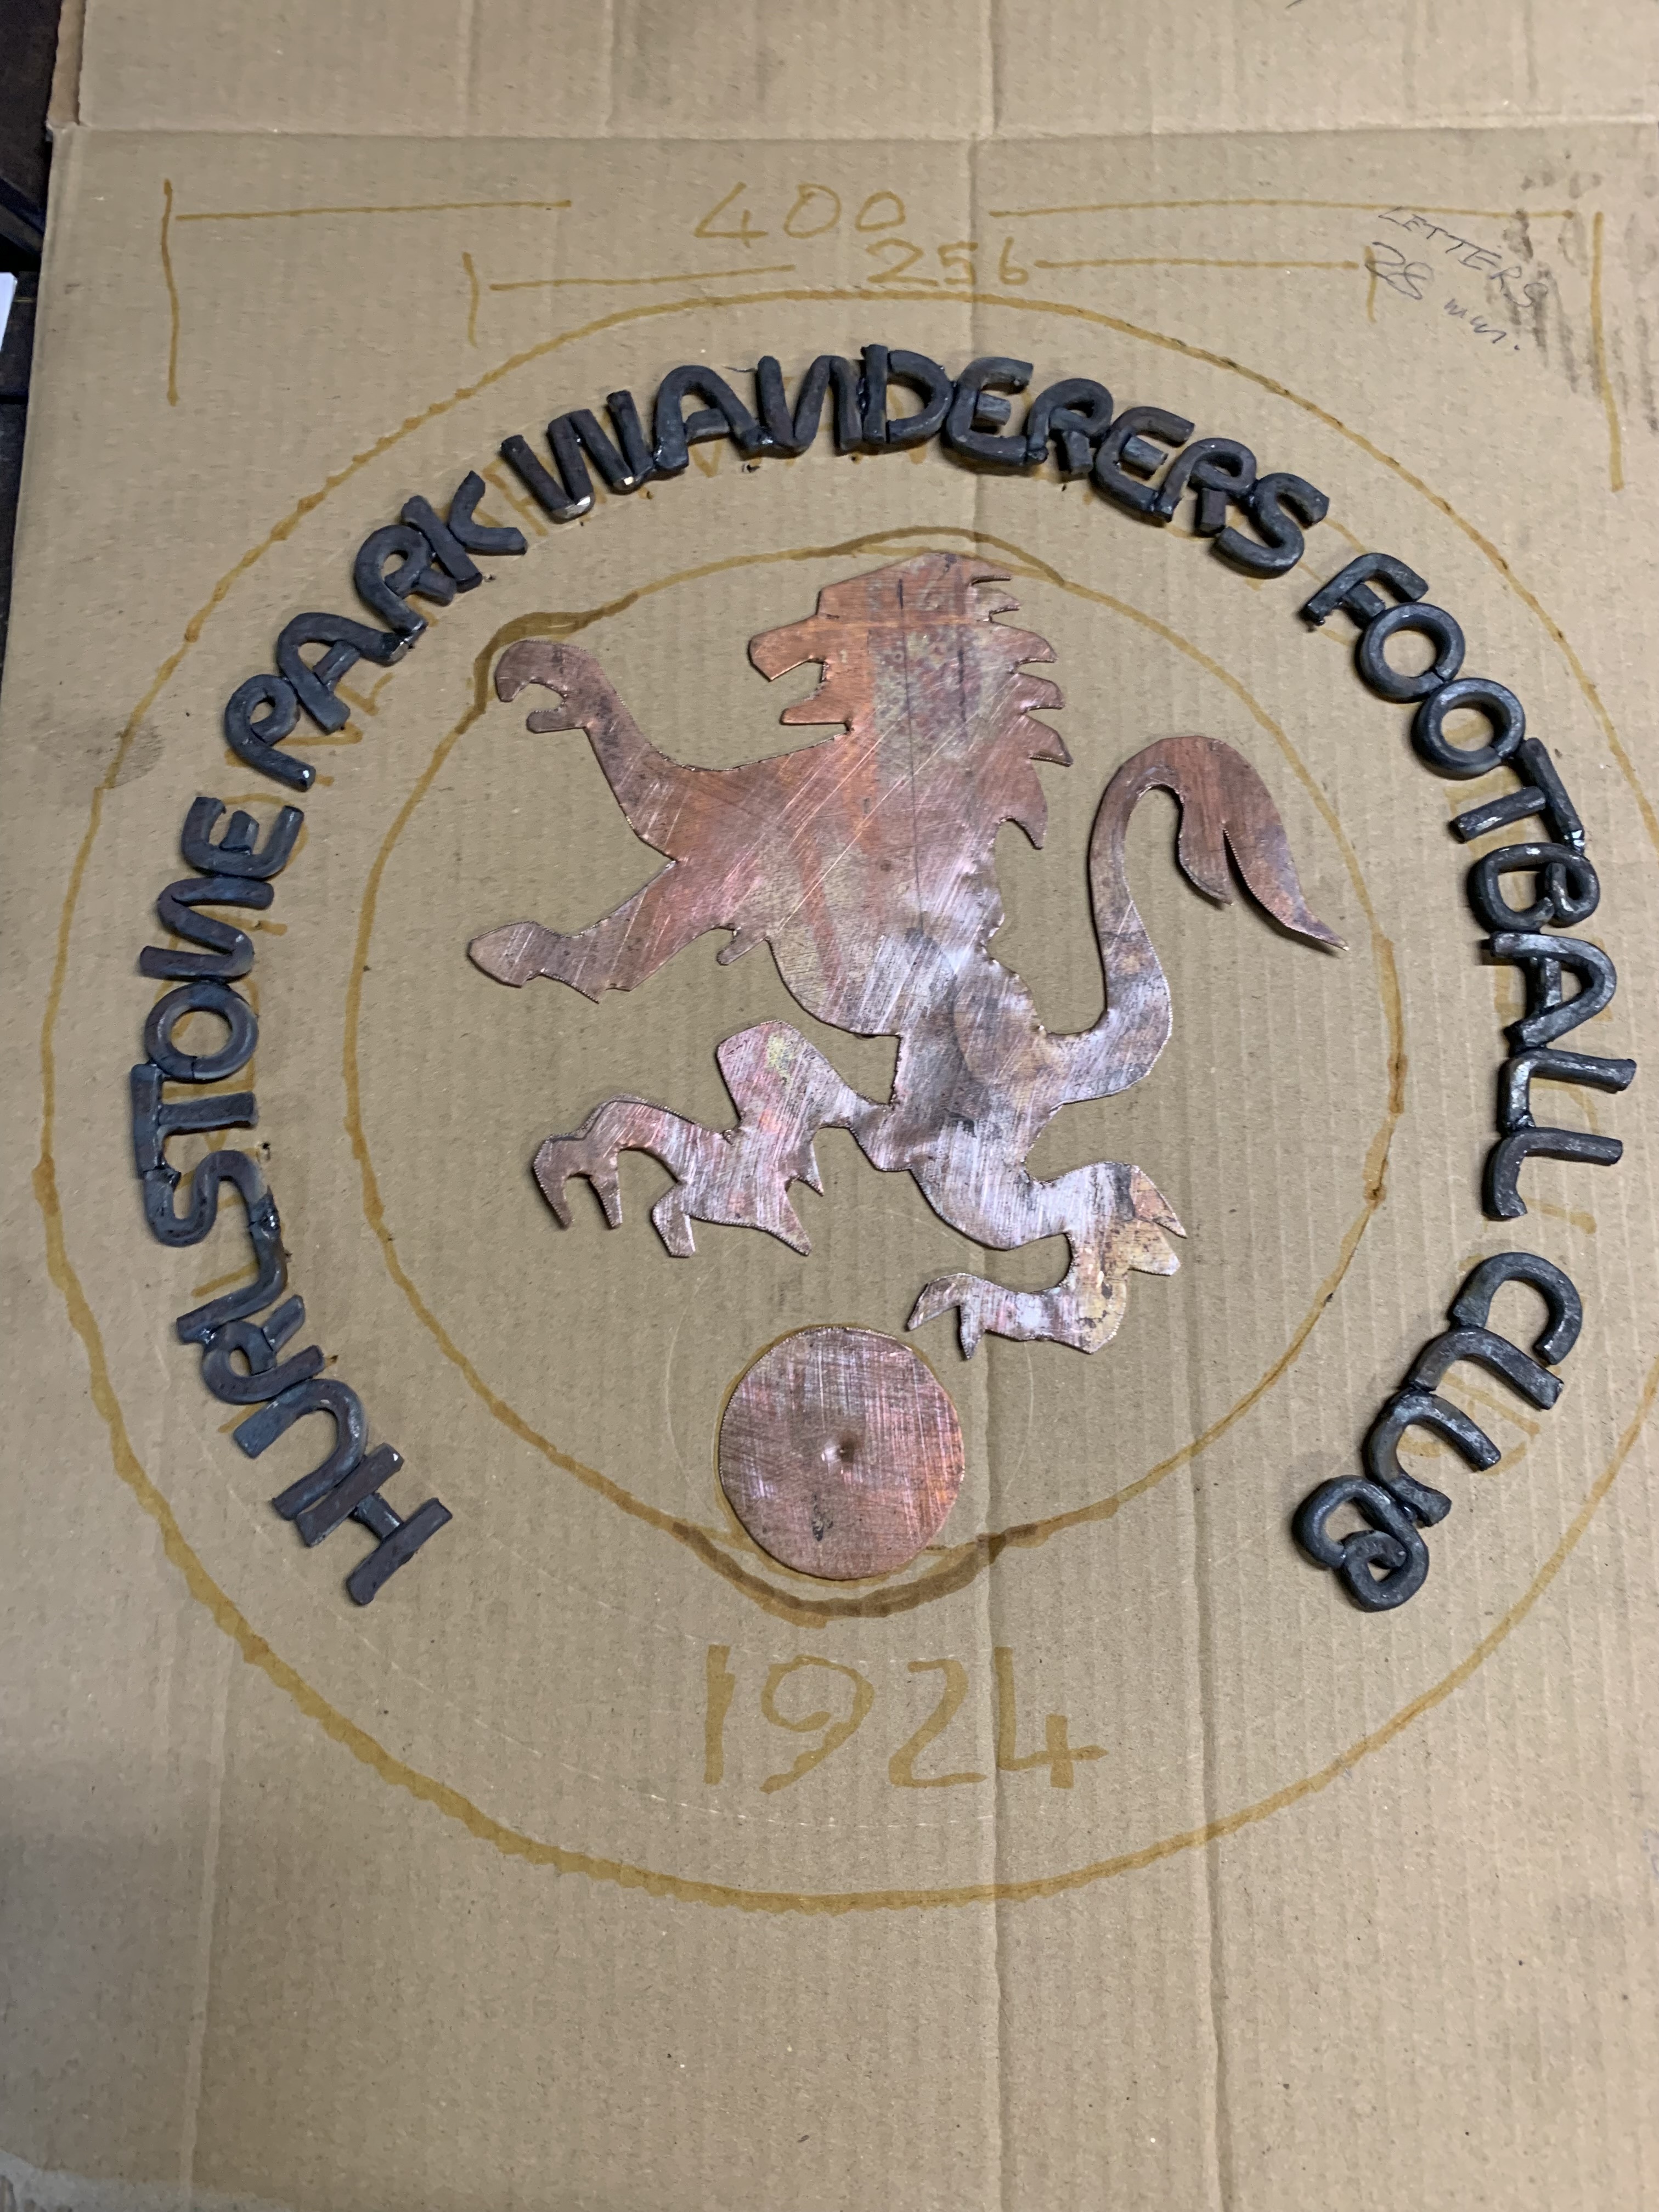 400
256
LETTERS
28 mm.
HURLSTONE PARK WANDERERS FOOTBALL CLUB
1924